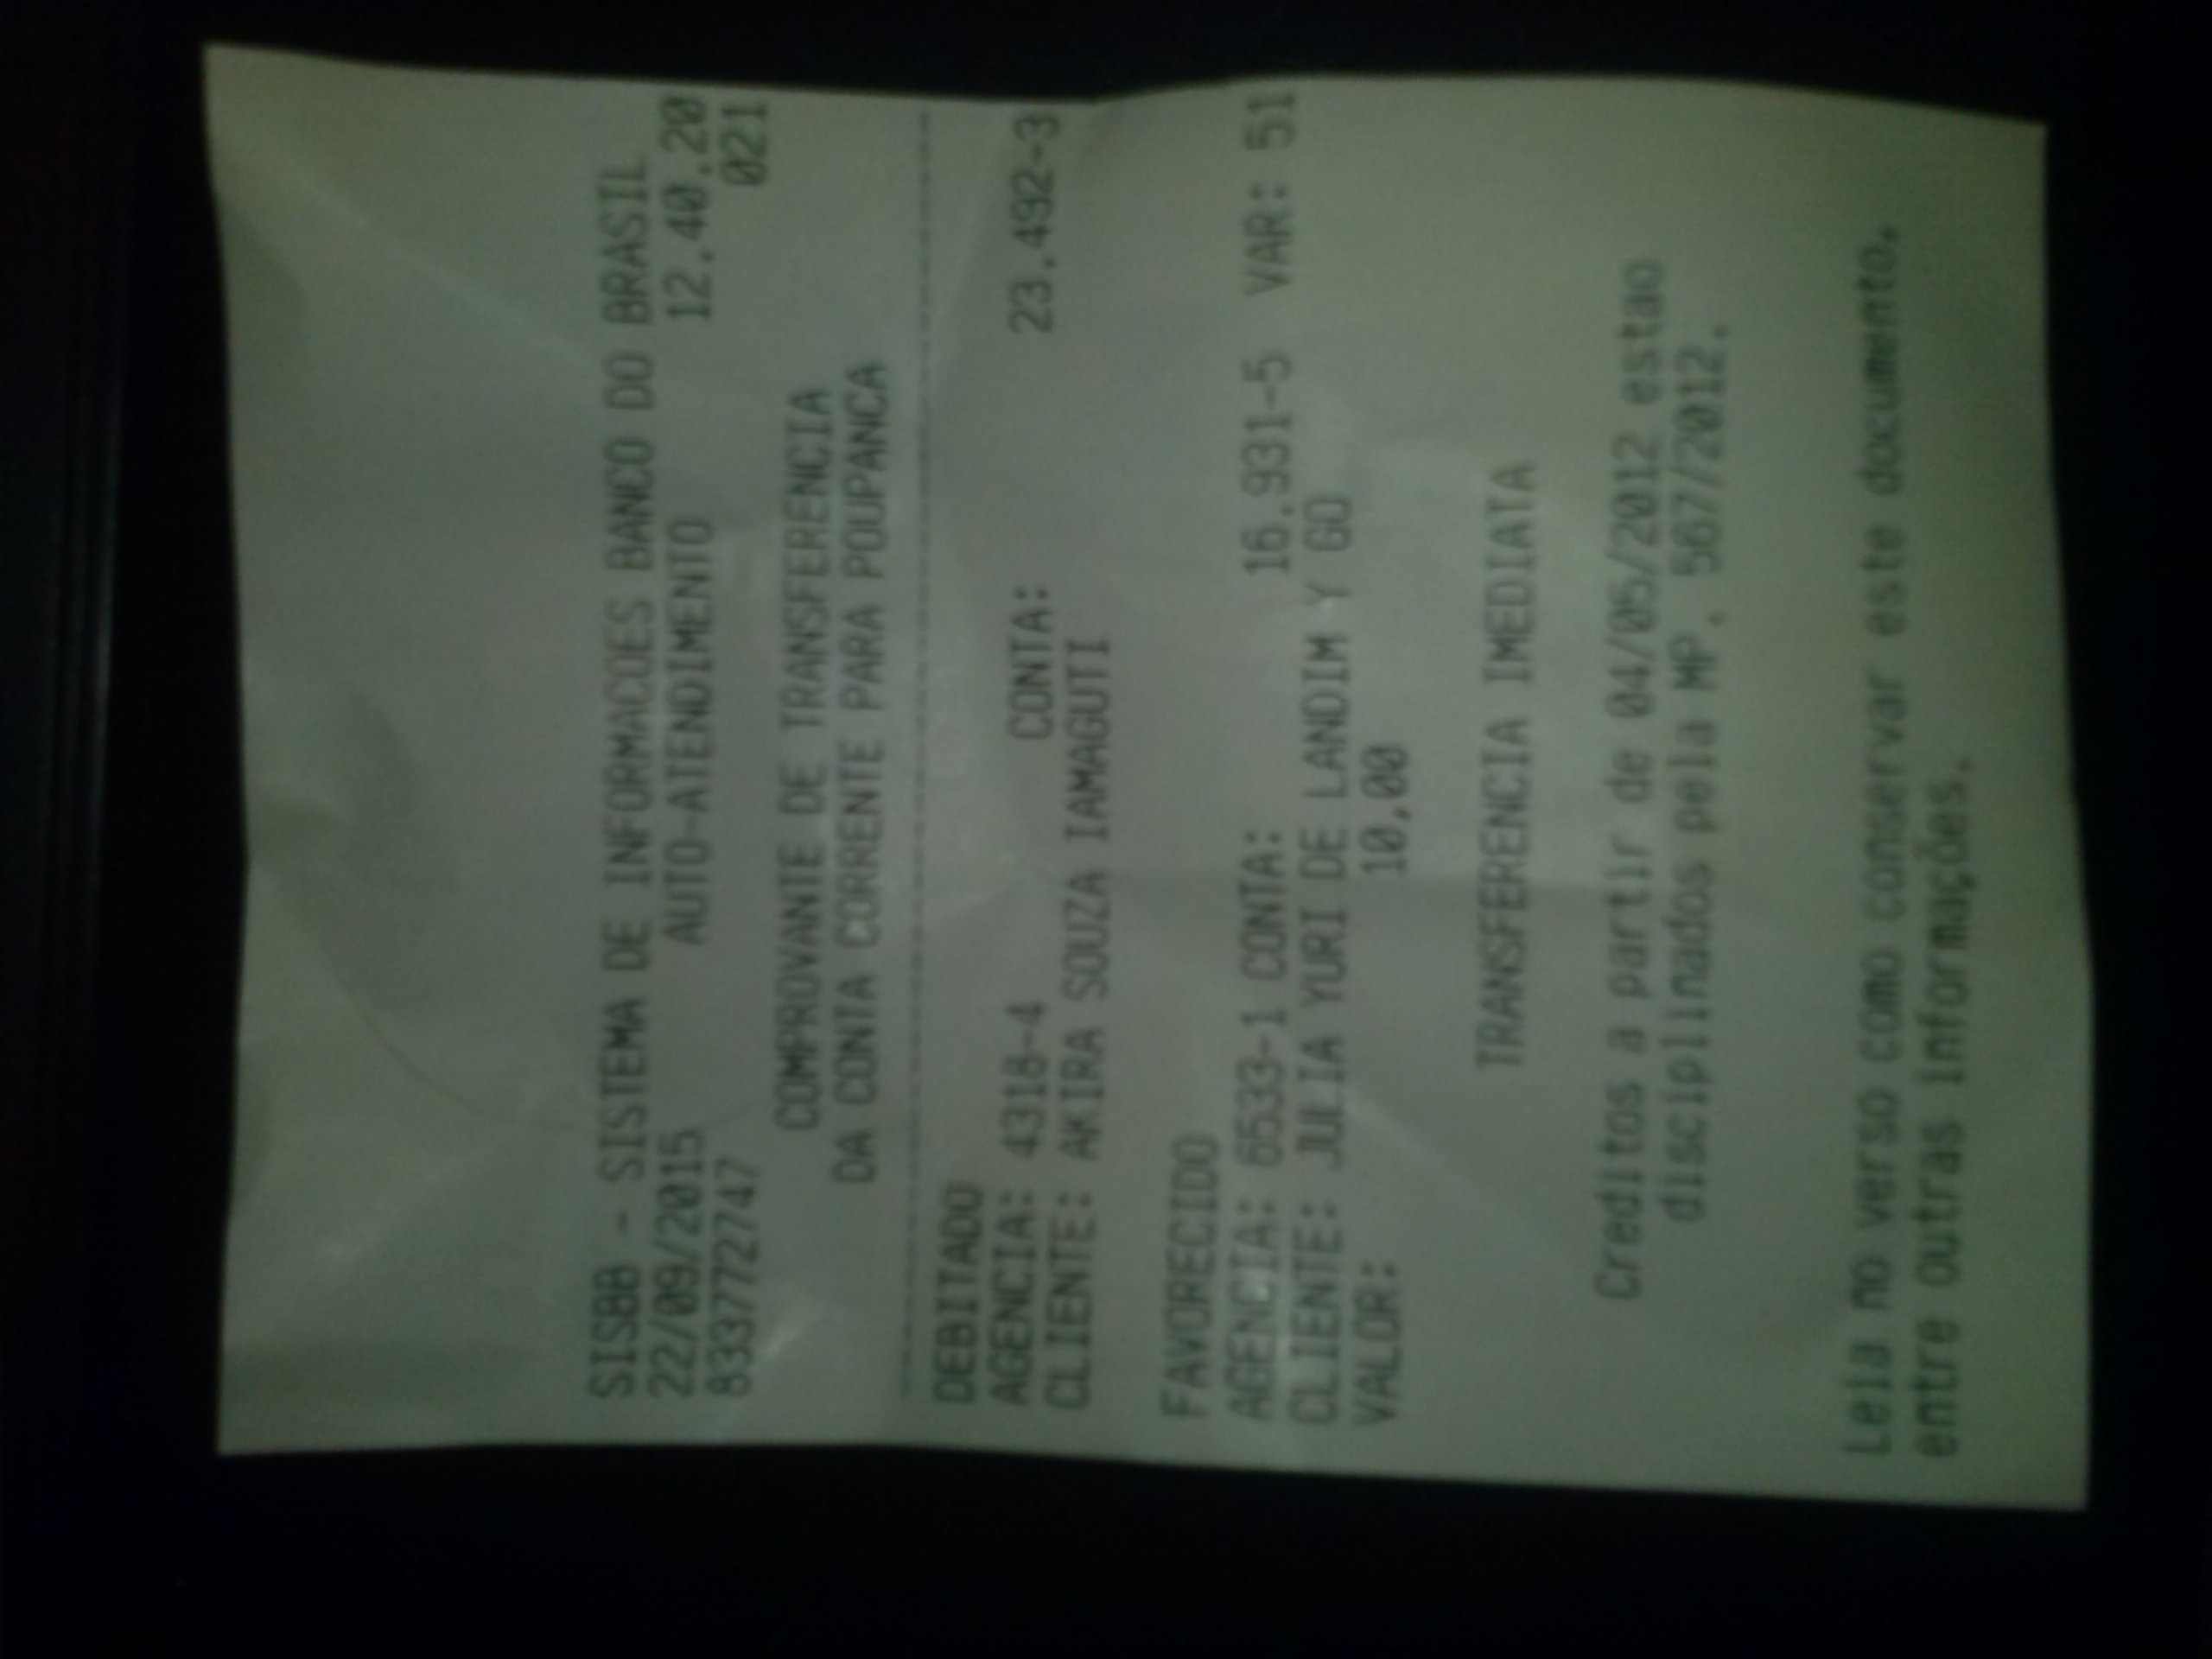 SISBB - SISTEMA DE INFORMACOES BANCO DO BRASIL
22/09/2015 AUTO-ATENDIMENTO 12.40.20
833772747 021
COMPROVANTE DE TRANSFERENCIA
DA CONTA CORRENTE PARA POUPANCA
DEBITADO
AGENCIA: 4318-4 CONTA: 23.492-3
CLIENTE: AKIRA SOUZA IAMAGUTI
FAVORECIDO
AGENCIA: 6533-1 CONTA: 16.931-5 VAR: 51
CLIENTE: JULIA YURI DE LANDIM Y GO
VALOR: 10,00
TRANSFERENCIA IMEDIATA
Creditos a partir de 04/05/2012 estao
disciplinados pela MP. 567/2012.
Leia no verso como conservar este documento,
entre outras informações.